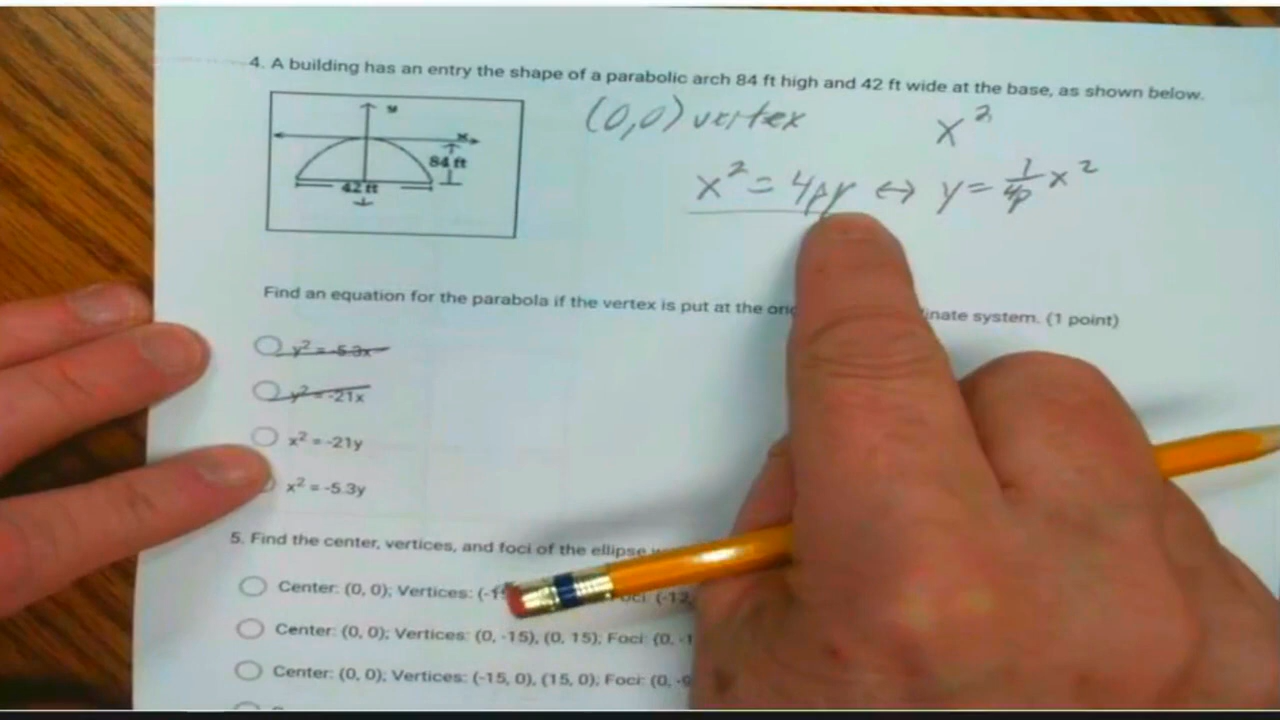 4. A building has an entry the shape of a parabolic arch 84 ft high and 42 ft wide at the base, as shown below.
y
x
84 ft
42 ft
(0,0) vertex
x²
x² = 4py ↔ y = 1/4p x²
Find an equation for the parabola if the vertex is put at the inate system. (1 point)
y² = -5.3x
y² = -21x
x² = -21y
x² = -5.3y
5. Find the center, vertices, and foci of the ellipse
Center: (0, 0); Vertices: (-1 (-12,
Center: (0, 0); Vertices: (0, -15), (0, 15); Foci: (0, -1
Center: (0, 0); Vertices: (-15, 0), (15, 0); Foci: (0, -9